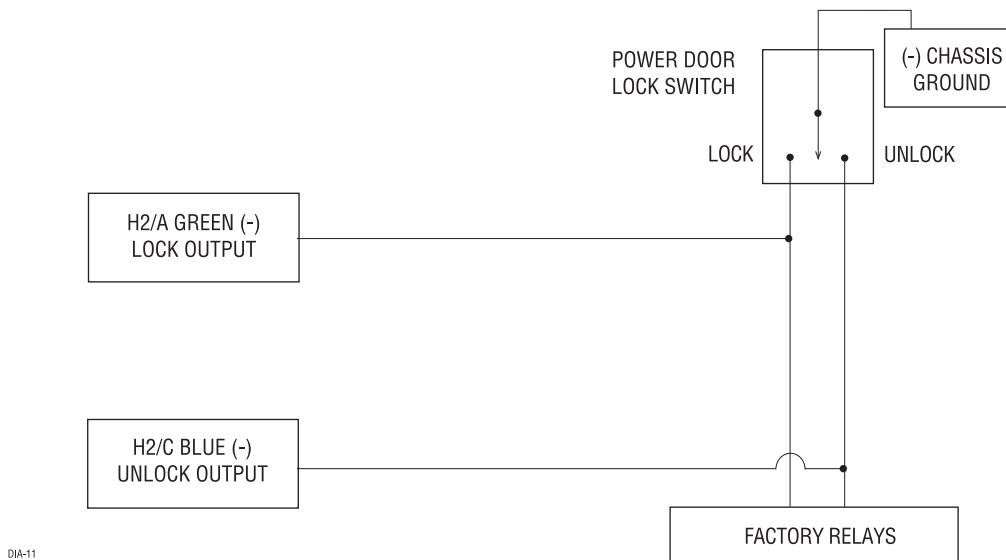 POWER DOOR
LOCK SWITCH
(-) CHASSIS
GROUND
LOCK
UNLOCK
H2/A GREEN (-)
LOCK OUTPUT
H2/C BLUE (-)
UNLOCK OUTPUT
FACTORY RELAYS
DIA-11